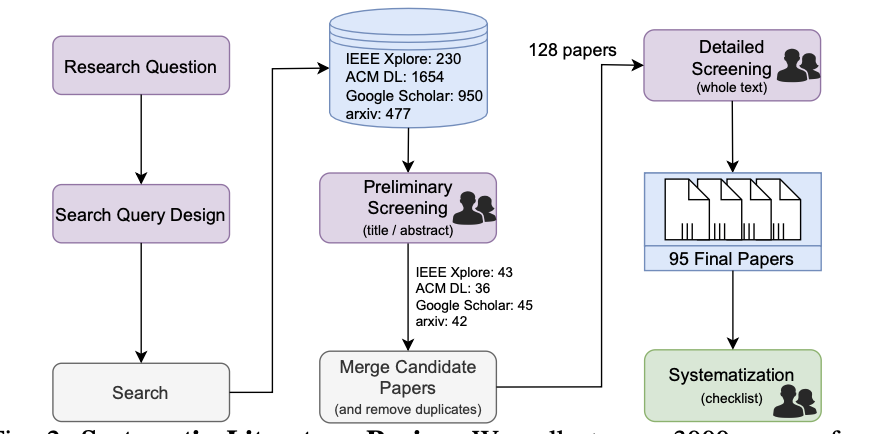 Research Question
Search Query Design
Search
IEEE Xplore: 230
ACM DL: 1654
Google Scholar: 950
arxiv: 477
Preliminary
Screening
(title / abstract)
IEEE Xplore: 43
ACM DL: 36
Google Scholar: 45
arxiv: 42
Merge Candidate
Papers
(and remove duplicates)
128 papers
Detailed
Screening
(whole text)
95 Final Papers
Systematization
(checklist)